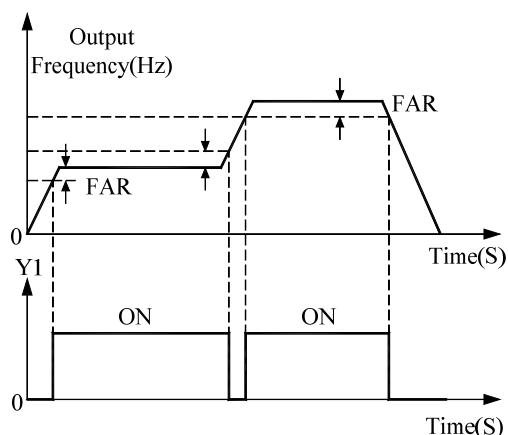 Output
Frequency(Hz)
FAR
FAR
0
Time(S)
Y1
ON
ON
0
Time(S)